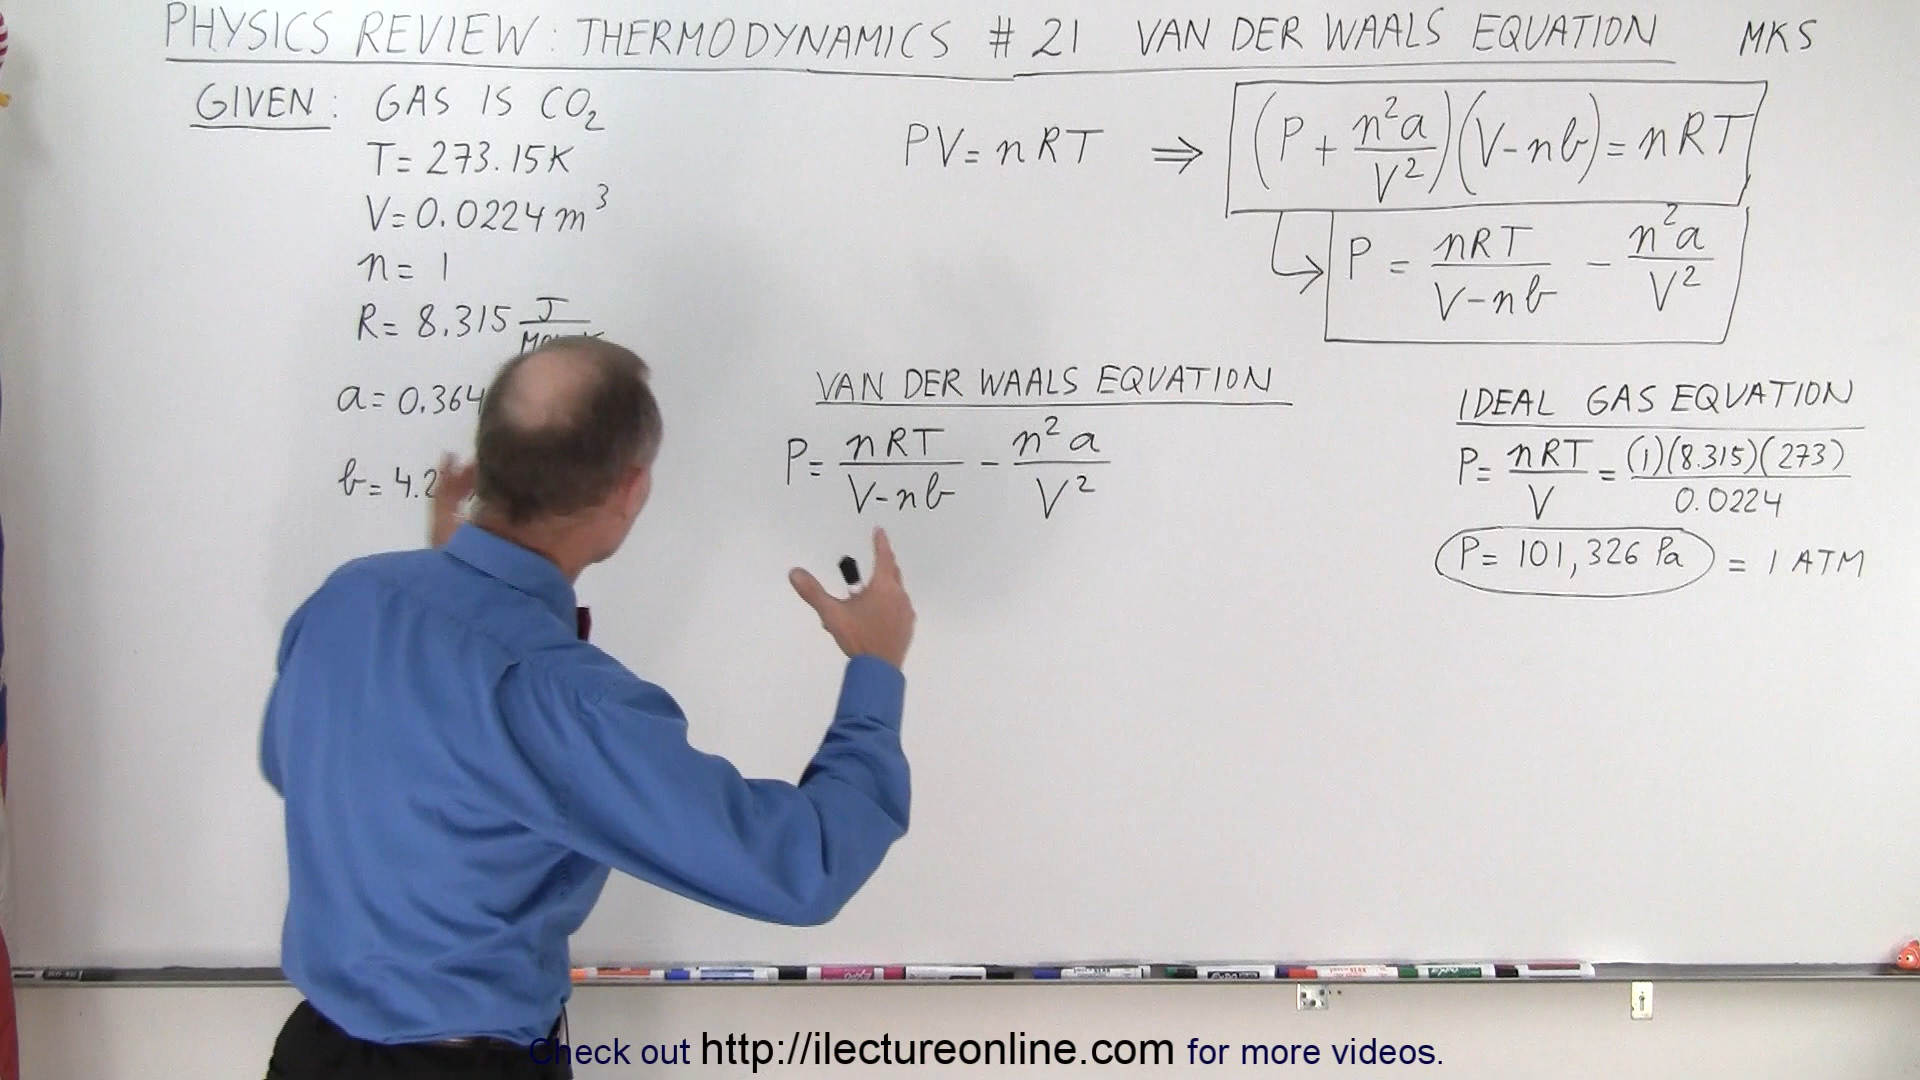 PHYSICS REVIEW: THERMODYNAMICS # 21 VAN DER WAALS EQUATION MKS
GIVEN: GAS IS CO₂
T = 273.15K
V = 0.0224 m³
n = 1
R = 8.315 J
a = 0.364
b = 4.2
PV = nRT ⇒ (P + n²a/V²)(V-nb) = nRT
P = nRT/(V-nb) - n²a/V²
VAN DER WAALS EQUATION
P = nRT/(V-nb) - n²a/V²
IDEAL GAS EQUATION
P = nRT/V = (1)(8.315)(273)/0.0224
P = 101,326 Pa = 1 ATM
Check out http://ilectureonline.com for more videos.